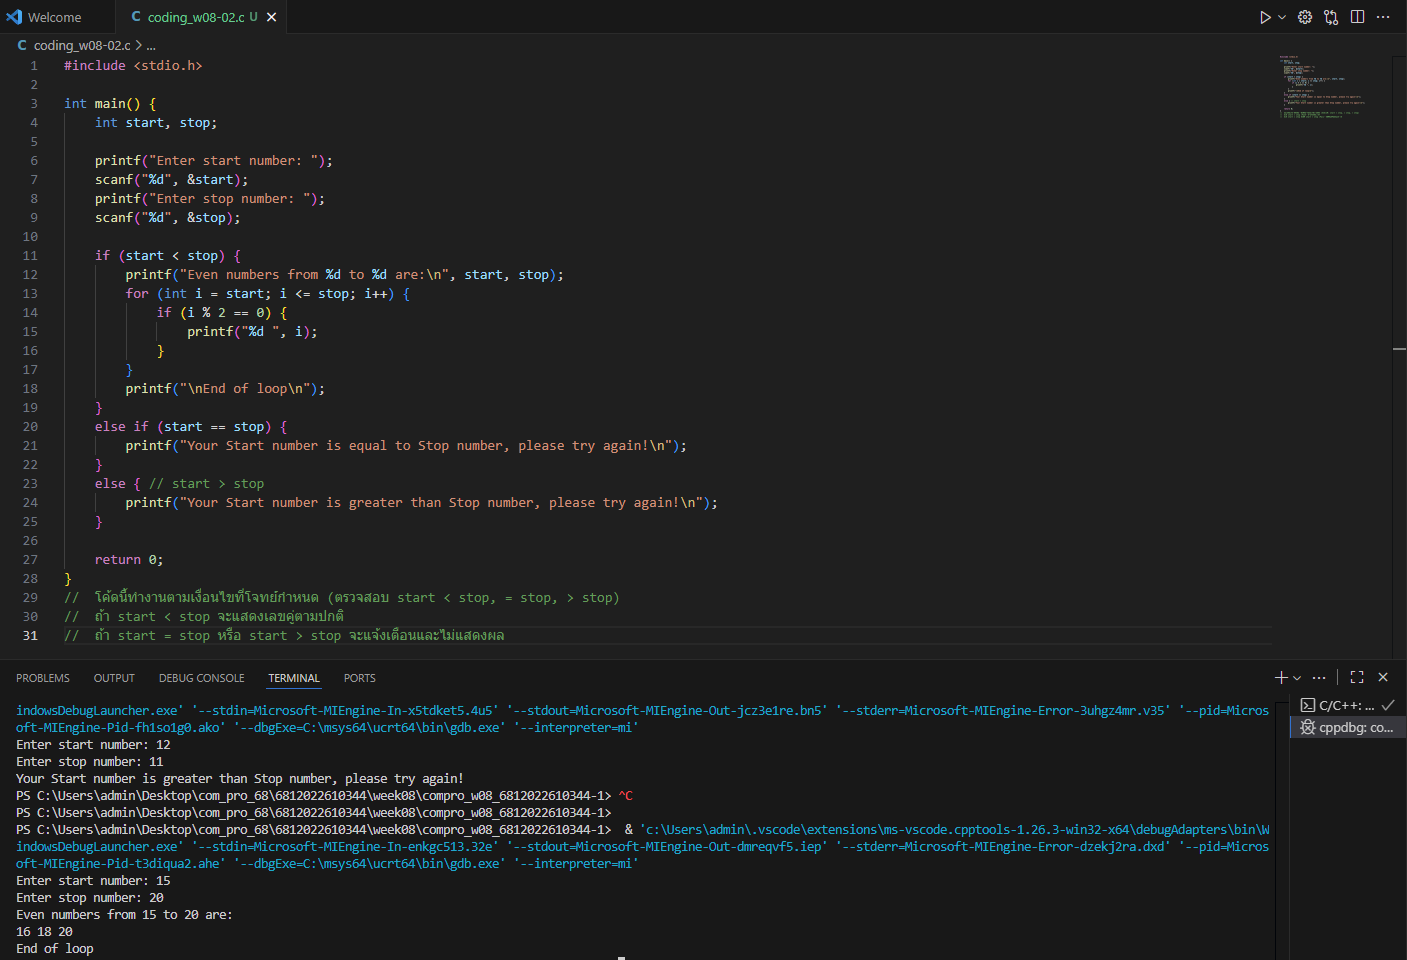 Welcome
C coding_w08-02.c U
C coding_w08-02.c > ...
1 #include <stdio.h>
2
3 int main() {
4 int start, stop;
5
6 printf("Enter start number: ");
7 scanf("%d", &start);
8 printf("Enter stop number: ");
9 scanf("%d", &stop);
10
11 if (start < stop) {
12 printf("Even numbers from %d to %d are:\n", start, stop);
13 for (int i = start; i <= stop; i++) {
14 if (i % 2 == 0) {
15 printf("%d ", i);
16 }
17 }
18 printf("\nEnd of loop\n");
19 }
20 else if (start == stop) {
21 printf("Your Start number is equal to Stop number, please try again!\n");
22 }
23 else { // start > stop
24 printf("Your Start number is greater than Stop number, please try again!\n");
25 }
26
27 return 0;
28 }
29 // โค้ดนี้ทำงานตามเงื่อนไขที่โจทย์กำหนด (ตรวจสอบ start < stop, = stop, > stop)
30 // ถ้า start < stop จะแสดงเลขคู่ตามปกติ
31 // ถ้า start = stop หรือ start > stop จะแจ้งเตือนและไม่แสดงผล
PROBLEMS OUTPUT DEBUG CONSOLE TERMINAL PORTS
indowsDebugLauncher.exe' '--stdin=Microsoft-MIEngine-In-x5tdket5.4u5' '--stdout=Microsoft-MIEngine-Out-jcz3e1re.bn5' '--stderr=Microsoft-MIEngine-Error-3uhgz4mr.v35' '--pid=Micros
oft-MIEngine-Pid-fh1so1g0.ako' '--dbgExe=C:\msys64\ucrt64\bin\gdb.exe' '--interpreter=mi'
Enter start number: 12
Enter stop number: 11
Your Start number is greater than Stop number, please try again!
PS C:\Users\admin\Desktop\com_pro_68\6812022610344\week08\compro_w08_6812022610344-1> ^C
PS C:\Users\admin\Desktop\com_pro_68\6812022610344\week08\compro_w08_6812022610344-1>
PS C:\Users\admin\Desktop\com_pro_68\6812022610344\week08\compro_w08_6812022610344-1> & 'c:\Users\admin\.vscode\extensions\ms-vscode.cpptools-1.26.3-win32-x64\debugAdapters\bin\W
indowsDebugLauncher.exe' '--stdin=Microsoft-MIEngine-In-enkgc513.32e' '--stdout=Microsoft-MIEngine-Out-dmreqvf5.iep' '--stderr=Microsoft-MIEngine-Error-dzekj2ra.dxd' '--pid=Micros
oft-MIEngine-Pid-t3diqua2.ahe' '--dbgExe=C:\msys64\ucrt64\bin\gdb.exe' '--interpreter=mi'
Enter start number: 15
Enter stop number: 20
Even numbers from 15 to 20 are:
16 18 20
End of loop
C/C++: ...
cppdbg: co...